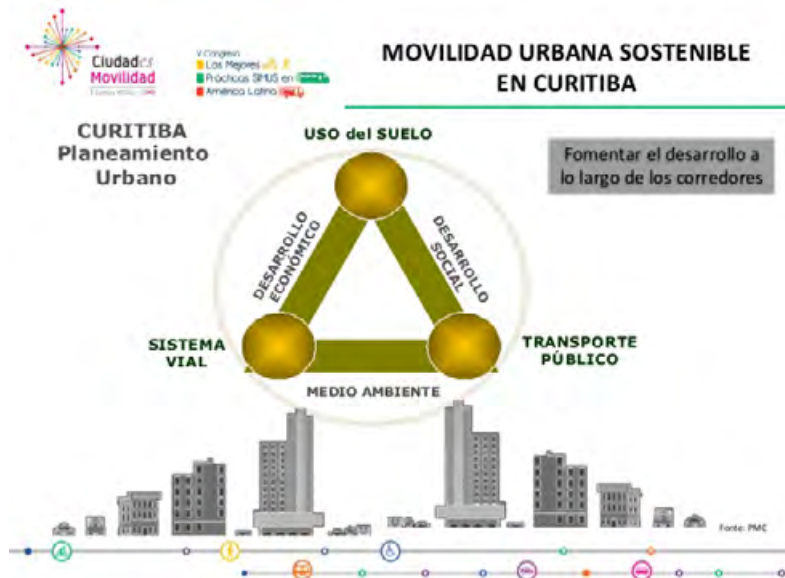 Ciudades
Movilidad
V Congreso
Las Mejores
Prácticas SIMUS en
América Latina
MOVILIDAD URBANA SOSTENIBLE
EN CURITIBA
CURITIBA
Planeamiento
Urbano
USO del SUELO
Fomentar el desarrollo a
lo largo de los corredores
DESARROLLO
ECONÓMICO
DESARROLLO
SOCIAL
SISTEMA
VIAL
TRANSPORTE
PÚBLICO
MEDIO AMBIENTE
Fonte: PMC